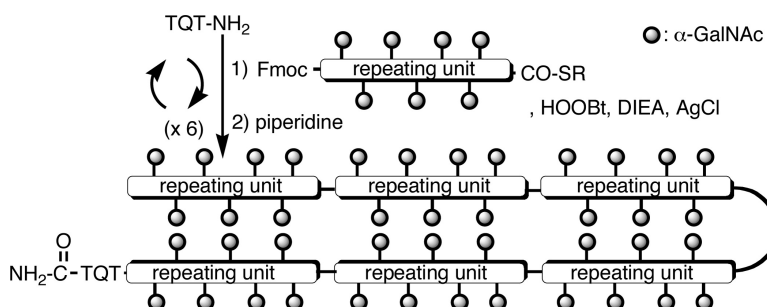 TQT-NH2
: α-GalNAc
1) Fmoc repeating unit CO-SR
, HOOBt, DIEA, AgCl
(x 6)
2) piperidine
repeating unit repeating unit repeating unit
O
NH2-C-TQT repeating unit repeating unit repeating unit